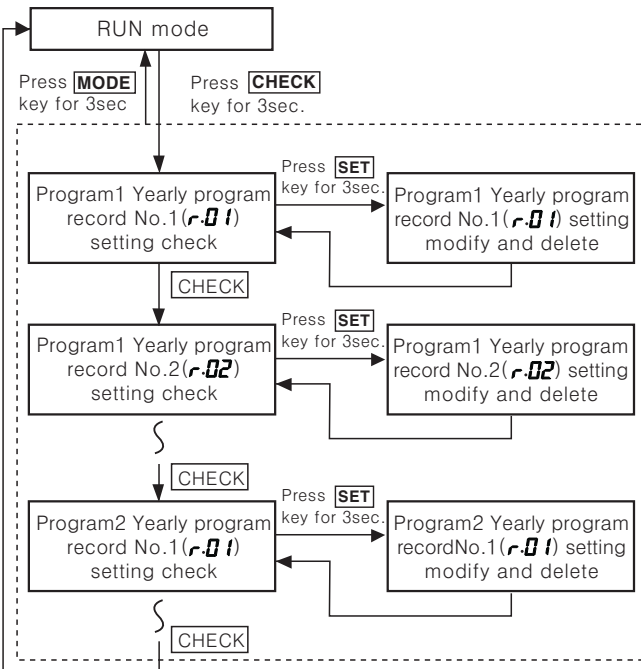 RUN mode
Press MODE
key for 3sec
Press CHECK
key for 3sec.
Program1 Yearly program
record No.1(r.01)
setting check
Press SET
key for 3sec.
Program1 Yearly program
record No.1(r.01) setting
modify and delete
CHECK
Program1 Yearly program
record No.2(r.02)
setting check
Press SET
key for 3sec.
Program1 Yearly program
record No.2(r.02) setting
modify and delete
CHECK
Program2 Yearly program
record No.1(r.01)
setting check
Press SET
key for 3sec.
Program2 Yearly program
recordNo.1(r.01) setting
modify and delete
CHECK